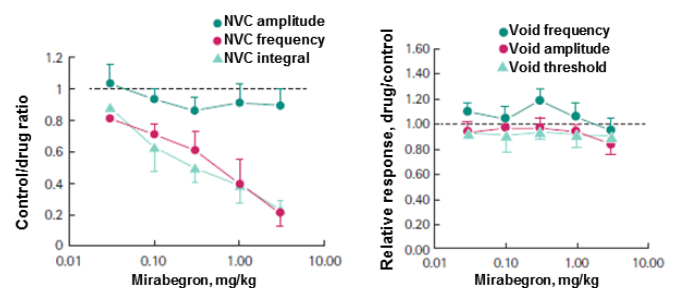 NVC amplitude
NVC frequency
NVC integral
Control/drug ratio
1.2
1
0.8
0.6
0.4
0.2
0
0.01
0.10
1.00
10.00
Mirabegron, mg/kg
Void frequency
Void amplitude
Void threshold
Relative response, drug/control
1.60
1.40
1.20
1.00
0.80
0.60
0.40
1.20
0.00
0.01
0.10
1.00
10.00
Mirabegron, mg/kg